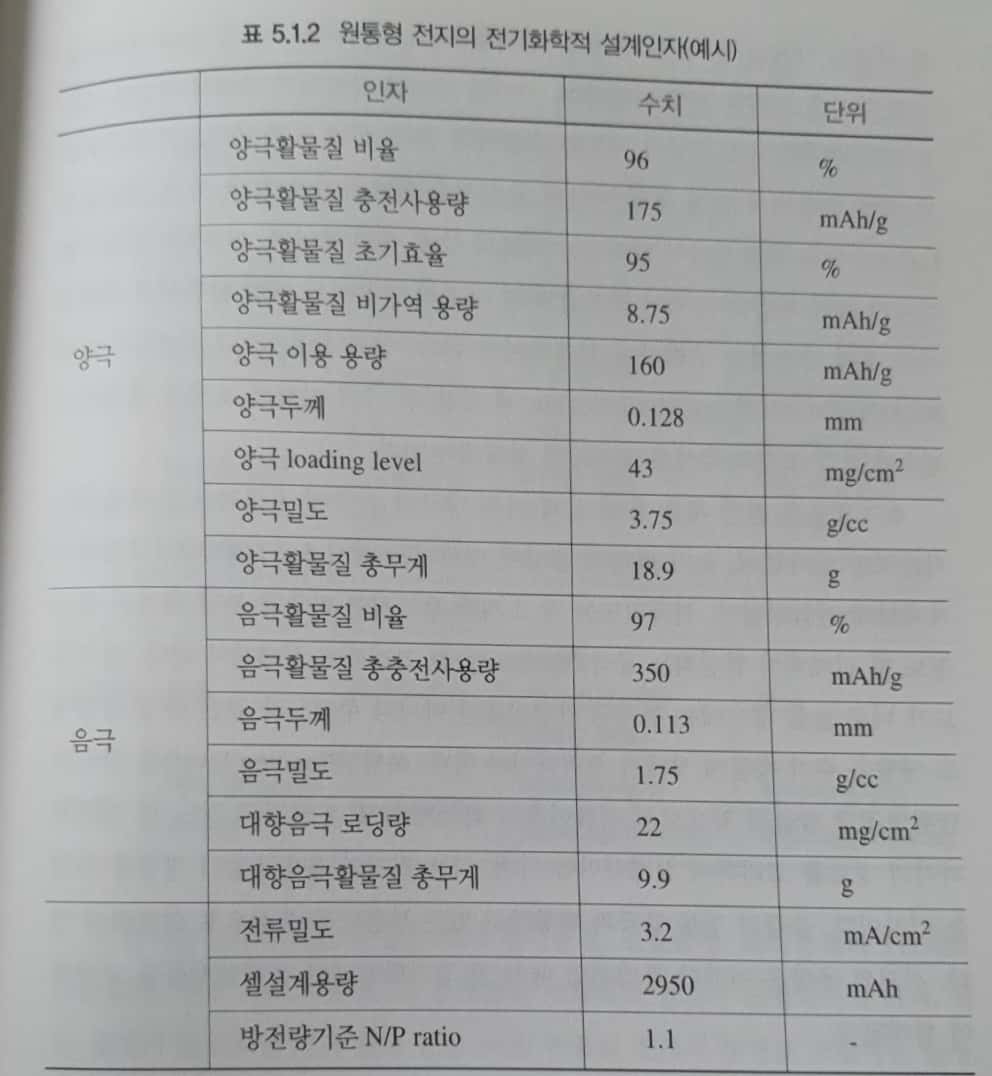 표 5.1.2 원통형 전지의 전기화학적 설계인자(예시)
인자 수치 단위
양극 양극활물질 비율 96 %
양극활물질 충전사용량 175 mAh/g
양극활물질 초기효율 95 %
양극활물질 비가역 용량 8.75 mAh/g
양극 이용 용량 160 mAh/g
양극두께 0.128 mm
양극 loading level 43 mg/cm²
양극밀도 3.75 g/cc
양극활물질 총무게 18.9 g
음극 음극활물질 비율 97 %
음극활물질 총충전사용량 350 mAh/g
음극두께 0.113 mm
음극밀도 1.75 g/cc
대향음극 로딩량 22 mg/cm²
대향음극활물질 총무게 9.9 g
전류밀도 3.2 mA/cm²
셀설계용량 2950 mAh
방전량기준 N/P ratio 1.1 -